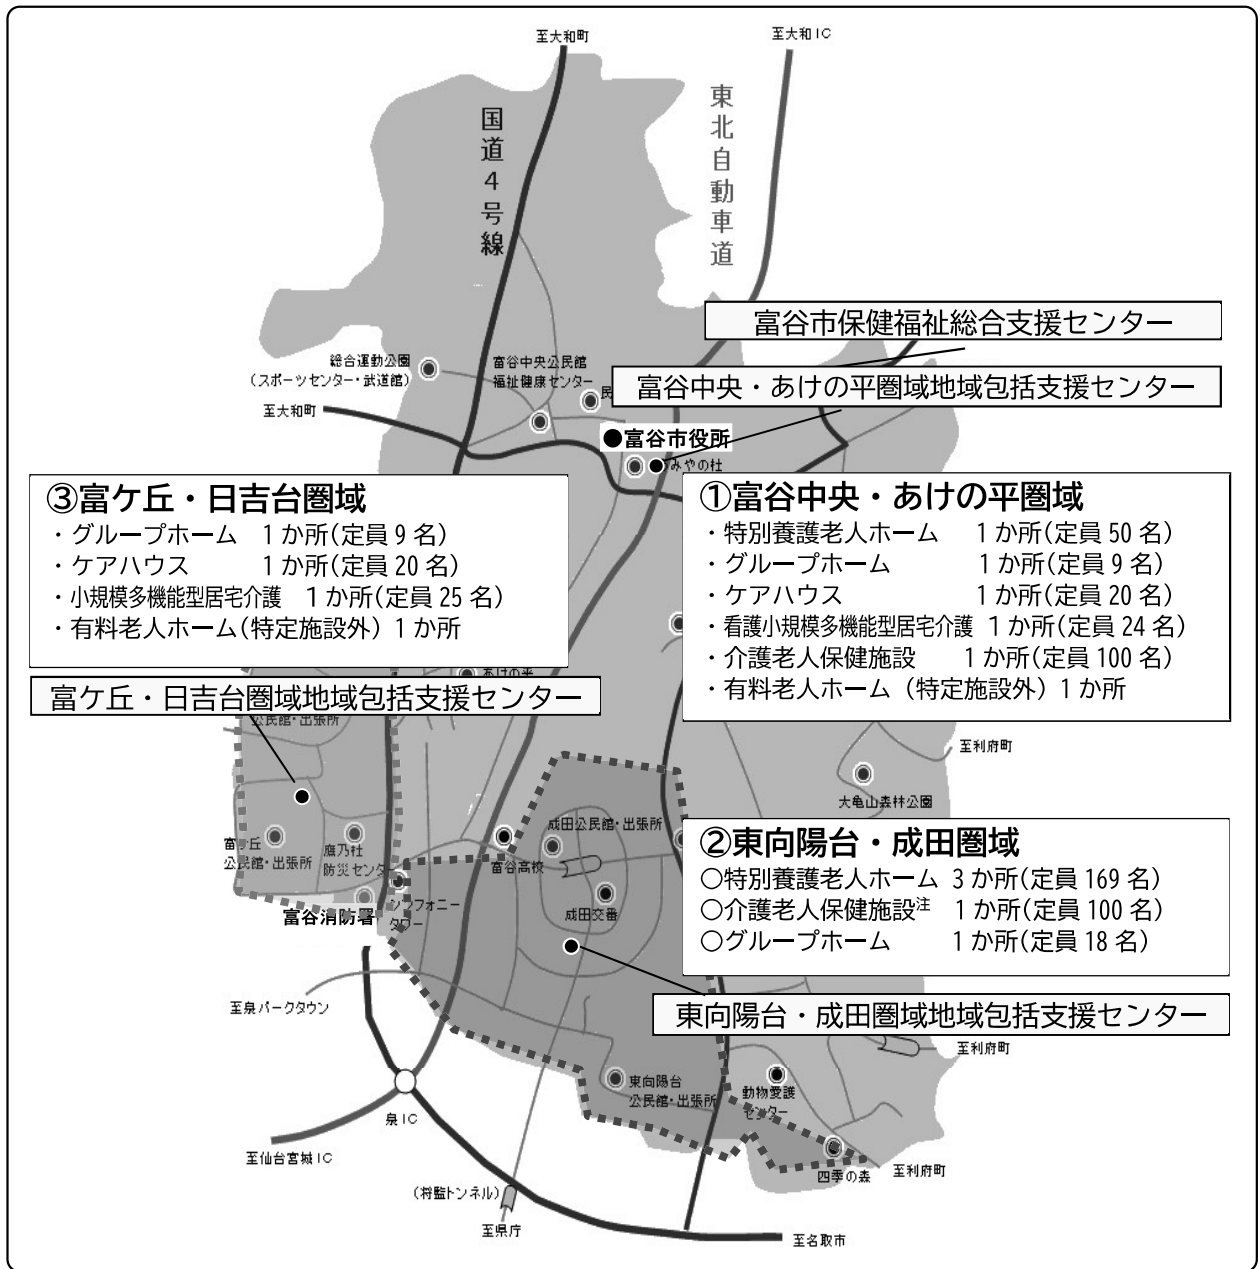 至大和町
至大和IC
国道4号線
東北自動車道
富谷市保健福祉総合支援センター
総合運動公園
(スポーツセンター・武道館)
富谷中央公民館
福祉健康センター
民
富谷中央・あけの平圏域地域包括支援センター
至大和町
●富谷市役所
みやの杜
③富ケ丘・日吉台圏域
・グループホーム 1か所(定員9名)
・ケアハウス 1か所(定員20名)
・小規模多機能型居宅介護 1か所(定員25名)
・有料老人ホーム(特定施設外) 1か所
①富谷中央・あけの平圏域
・特別養護老人ホーム 1か所(定員50名)
・グループホーム 1か所(定員9名)
・ケアハウス 1か所(定員20名)
・看護小規模多機能型居宅介護 1か所(定員24名)
・介護老人保健施設 1か所(定員100名)
・有料老人ホーム(特定施設外) 1か所
あけの平
富ケ丘・日吉台圏域地域包括支援センター
公民館・出張所
至利府町
大亀山森林公園
富ケ丘
公民館・出張所
鷹乃杜
防災センター
富谷消防署
シンフォニー
タワー
富谷高校
成田公民館・出張所
成田交番
②東向陽台・成田圏域
○特別養護老人ホーム 3か所(定員169名)
○介護老人保健施設注 1か所(定員100名)
○グループホーム 1か所(定員18名)
東向陽台・成田圏域地域包括支援センター
至泉パークタウン
至利府町
東向陽台
公民館・出張所
動物愛護
センター
泉IC
至仙台宮城IC
四季の森
至利府町
(将監トンネル)
至県庁
至名取市